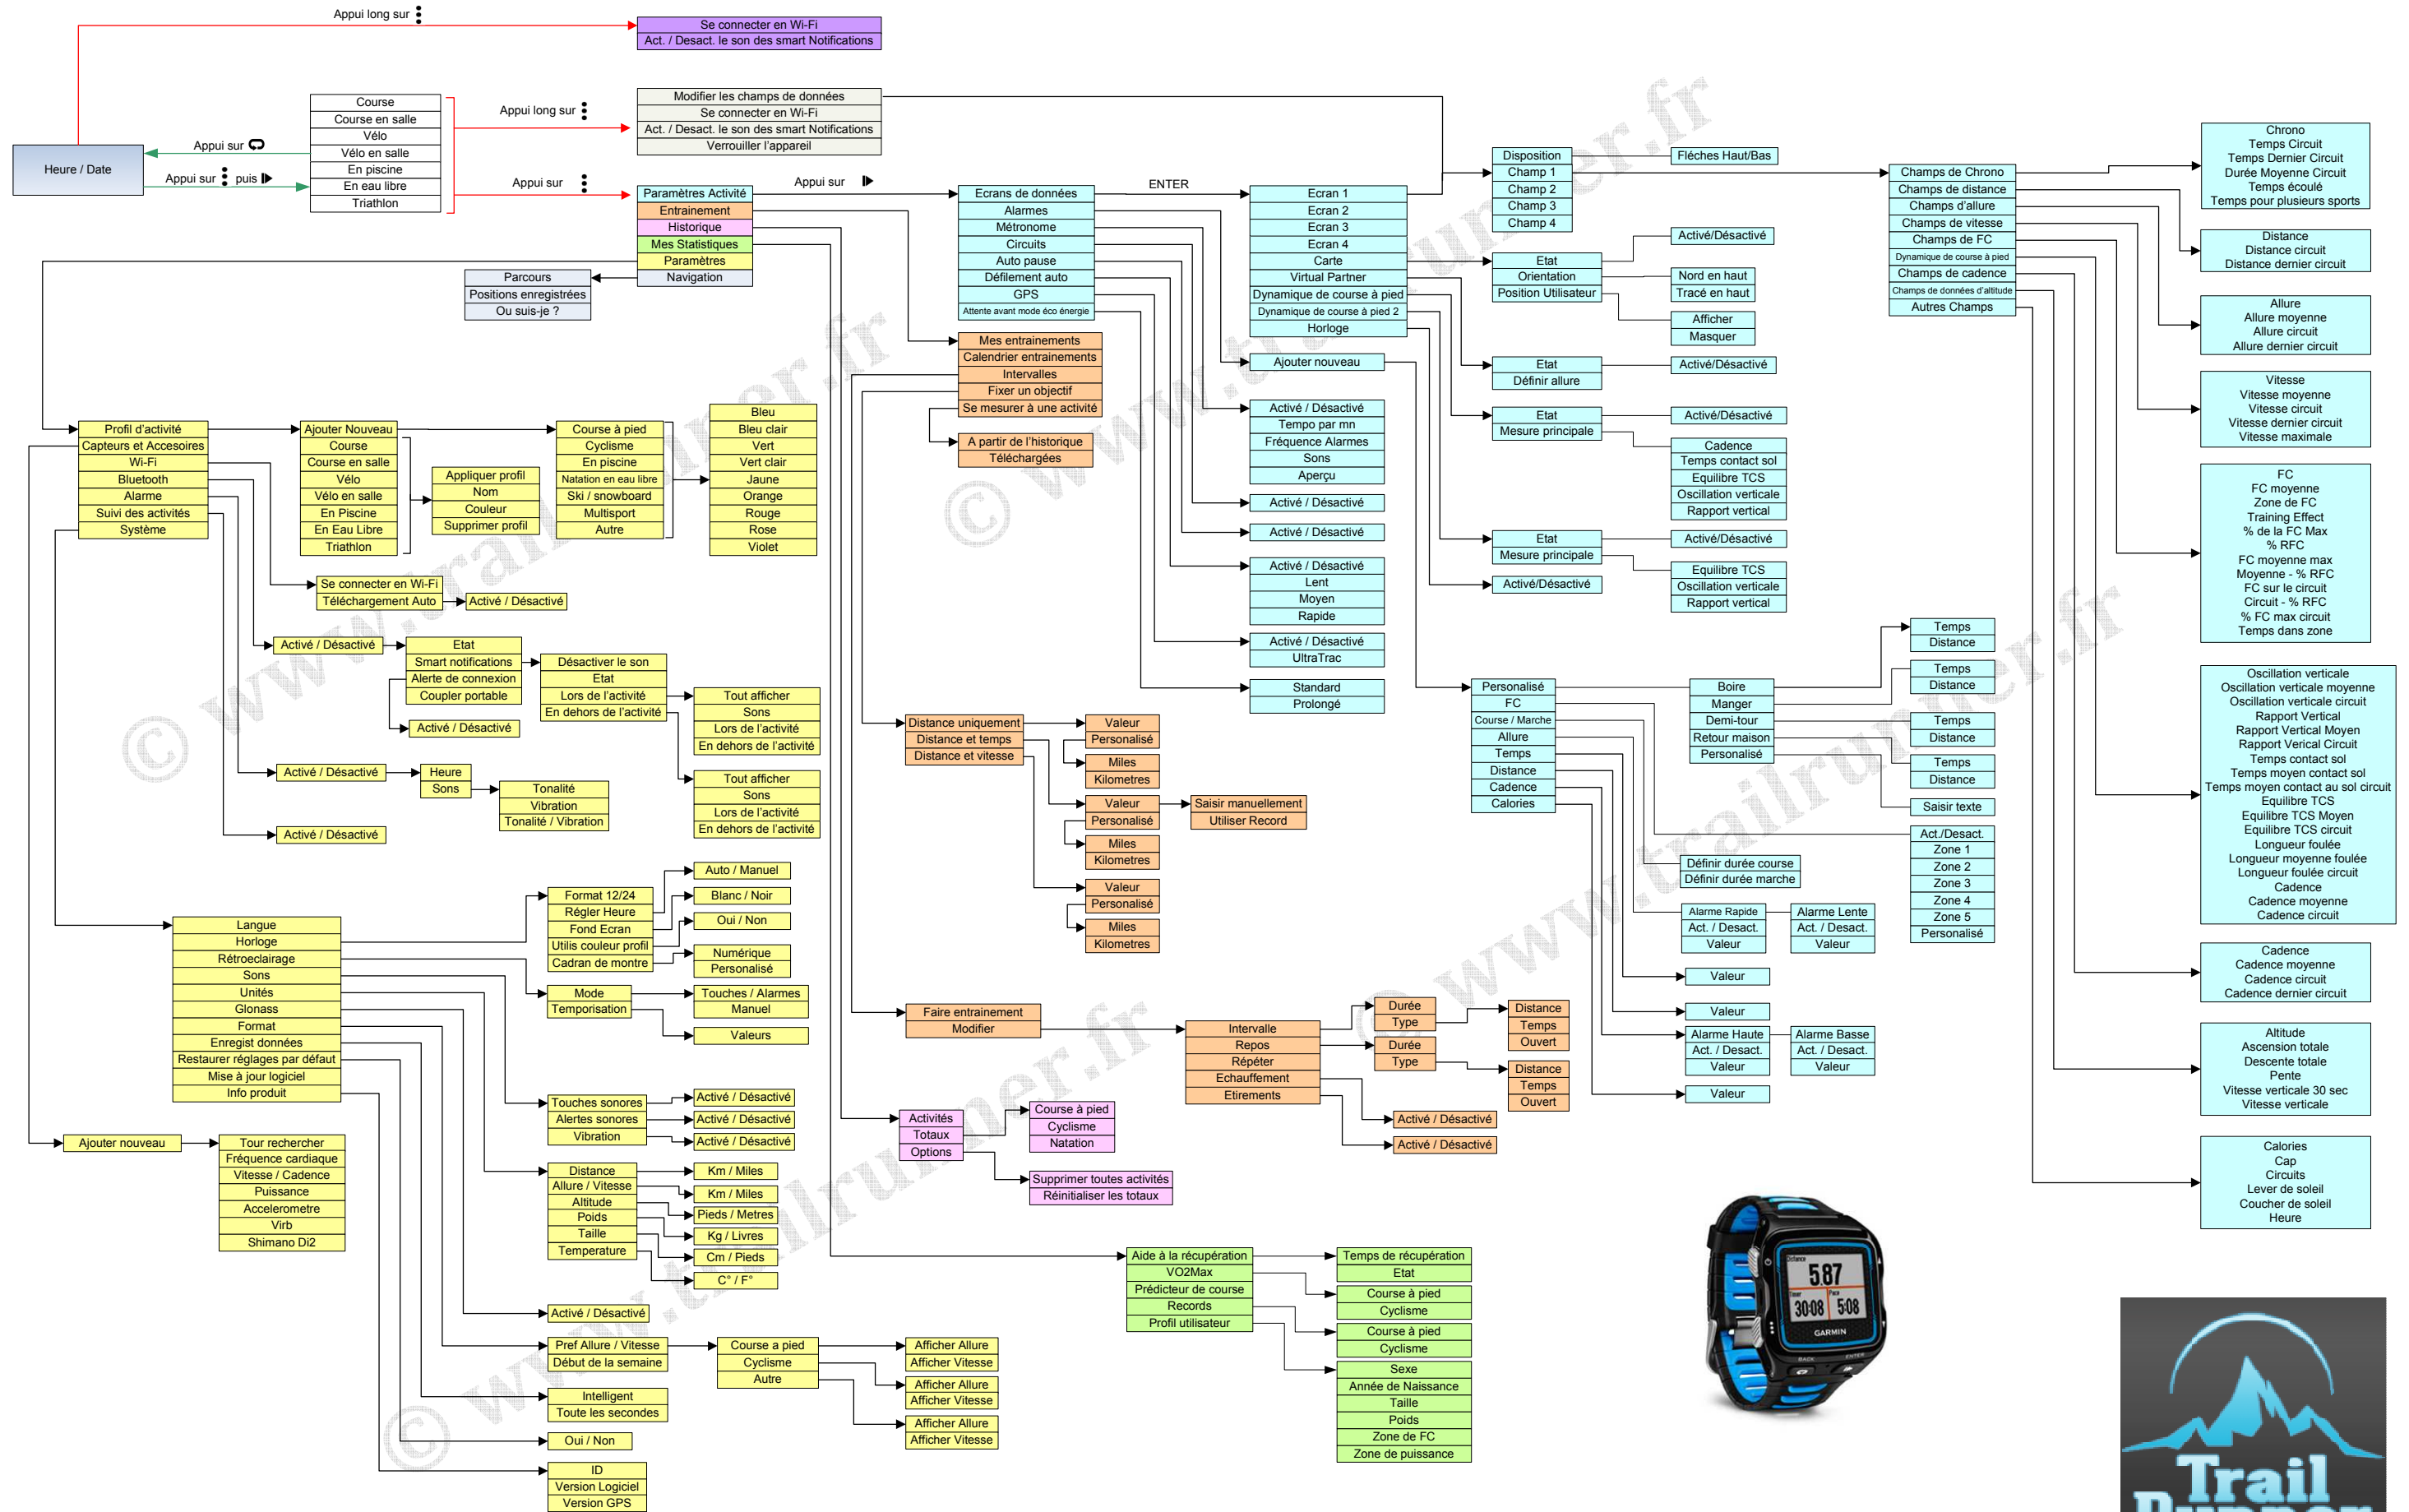 Appui long sur
Se connecter en Wi-Fi
Act. / Desact. le son des smart Notifications
Heure / Date
Appui sur
Appui sur puis
Course
Course en salle
Vélo
Vélo en salle
En piscine
En eau libre
Triathlon
Appui long sur
Appui sur
Modifier les champs de données
Se connecter en Wi-Fi
Act. / Desact. le son des smart Notifications
Verrouiller l'appareil
Paramètres Activité
Entrainement
Historique
Mes Statistiques
Paramètres
Navigation
Parcours
Positions enregistrées
Ou suis-je ?
Appui sur
Ecrans de données
Alarmes
Métronome
Circuits
Auto pause
Défilement auto
GPS
Attente avant mode éco énergie
ENTER
Ecran 1
Ecran 2
Ecran 3
Ecran 4
Carte
Virtual Partner
Dynamique de course à pied
Dynamique de course à pied 2
Horloge
Disposition
Champ 1
Champ 2
Champ 3
Champ 4
Fléches Haut/Bas
Etat
Orientation
Position Utilisateur
Activé/Désactivé
Nord en haut
Tracé en haut
Afficher
Masquer
Etat
Définir allure
Activé/Désactivé
Etat
Mesure principale
Activé/Désactivé
Cadence
Temps contact sol
Equilibre TCS
Oscillation verticale
Rapport vertical
Etat
Mesure principale
Activé/Désactivé
Equilibre TCS
Oscillation verticale
Rapport vertical
Activé/Désactivé
Champs de Chrono
Champs de distance
Champs d'allure
Champs de vitesse
Champs de FC
Dynamique de course à pied
Champs de cadence
Champs de données d'altitude
Autres Champs
Chrono
Temps Circuit
Temps Dernier Circuit
Durée Moyenne Circuit
Temps écoulé
Temps pour plusieurs sports
Distance
Distance circuit
Distance dernier circuit
Allure
Allure moyenne
Allure circuit
Allure dernier circuit
Vitesse
Vitesse moyenne
Vitesse circuit
Vitesse dernier circuit
Vitesse maximale
FC
FC moyenne
Zone de FC
Training Effect
% de la FC Max
% RFC
FC moyenne max
Moyenne - % RFC
FC sur le circuit
Circuit - % RFC
% FC max circuit
Temps dans zone
Oscillation verticale
Oscillation verticale moyenne
Oscillation verticale circuit
Rapport Vertical
Rapport Vertical Moyen
Rapport Verical Circuit
Temps contact sol
Temps moyen contact sol
Temps moyen contact au sol circuit
Equilibre TCS
Equilibre TCS Moyen
Equilibre TCS circuit
Longueur foulée
Longueur moyenne foulée
Longueur foulée circuit
Cadence
Cadence moyenne
Cadence circuit
Cadence
Cadence moyenne
Cadence circuit
Cadence dernier circuit
Altitude
Ascension totale
Descente totale
Pente
Vitesse verticale 30 sec
Vitesse verticale
Calories
Cap
Circuits
Lever de soleil
Coucher de soleil
Heure
Ajouter nouveau
Activé / Désactivé
Tempo par mn
Fréquence Alarmes
Sons
Aperçu
Activé / Désactivé
Activé / Désactivé
Activé / Désactivé
Lent
Moyen
Rapide
Activé / Désactivé
UltraTrac
Standard
Prolongé
Personalisé
FC
Course / Marche
Allure
Temps
Distance
Cadence
Calories
Boire
Manger
Demi-tour
Retour maison
Personalisé
Temps
Distance
Temps
Distance
Temps
Distance
Temps
Distance
Saisir texte
Act./Desact.
Zone 1
Zone 2
Zone 3
Zone 4
Zone 5
Personalisé
Définir durée course
Définir durée marche
Alarme Rapide
Act. / Desact.
Valeur
Alarme Lente
Act. / Desact.
Valeur
Valeur
Valeur
Alarme Haute
Act. / Desact.
Valeur
Alarme Basse
Act. / Desact.
Valeur
Valeur
Mes entrainements
Calendrier entrainements
Intervalles
Fixer un objectif
Se mesurer à une activité
A partir de l'historique
Téléchargées
Distance uniquement
Distance et temps
Distance et vitesse
Valeur
Personalisé
Miles
Kilometres
Valeur
Personalisé
Saisir manuellement
Utiliser Record
Miles
Kilometres
Valeur
Personalisé
Miles
Kilometres
Faire entrainement
Modifier
Intervalle
Repos
Répéter
Echauffement
Etirements
Durée
Type
Distance
Temps
Ouvert
Durée
Type
Distance
Temps
Ouvert
Activé / Désactivé
Activé / Désactivé
Activités
Totaux
Options
Course à pied
Cyclisme
Natation
Supprimer toutes activités
Réinitialiser les totaux
Aide à la récupération
VO2Max
Prédicteur de course
Records
Profil utilisateur
Temps de récupération
Etat
Course à pied
Cyclisme
Course à pied
Cyclisme
Sexe
Année de Naissance
Taille
Poids
Zone de FC
Zone de puissance
Profil d'activité
Capteurs et Accesoires
Wi-Fi
Bluetooth
Alarme
Suivi des activités
Système
Ajouter Nouveau
Course
Course en salle
Vélo
Vélo en salle
En Piscine
En Eau Libre
Triathlon
Appliquer profil
Nom
Couleur
Supprimer profil
Course à pied
Cyclisme
En piscine
Natation en eau libre
Ski / snowboard
Multisport
Autre
Bleu
Bleu clair
Vert
Vert clair
Jaune
Orange
Rouge
Rose
Violet
Se connecter en Wi-Fi
Téléchargement Auto
Activé / Désactivé
Activé / Désactivé
Etat
Smart notifications
Alerte de connexion
Coupler portable
Activé / Désactivé
Désactiver le son
Etat
Lors de l'activité
En dehors de l'activité
Tout afficher
Sons
Lors de l'activité
En dehors de l'activité
Tout afficher
Sons
Lors de l'activité
En dehors de l'activité
Activé / Désactivé
Heure
Sons
Tonalité
Vibration
Tonalité / Vibration
Activé / Désactivé
Langue
Horloge
Rétroeclairage
Sons
Unités
Glonass
Format
Enregist données
Restaurer réglages par défaut
Mise à jour logiciel
Info produit
Format 12/24
Régler Heure
Fond Ecran
Utilis couleur profil
Cadran de montre
Auto / Manuel
Blanc / Noir
Oui / Non
Numérique
Personalisé
Mode
Temporisation
Touches / Alarmes
Manuel
Valeurs
Touches sonores
Alertes sonores
Vibration
Activé / Désactivé
Activé / Désactivé
Activé / Désactivé
Distance
Allure / Vitesse
Altitude
Poids
Taille
Temperature
Km / Miles
Km / Miles
Pieds / Metres
Kg / Livres
Cm / Pieds
C° / F°
Activé / Désactivé
Pref Allure / Vitesse
Début de la semaine
Course a pied
Cyclisme
Autre
Afficher Allure
Afficher Vitesse
Afficher Allure
Afficher Vitesse
Afficher Allure
Afficher Vitesse
Intelligent
Toute les secondes
Oui / Non
ID
Version Logiciel
Version GPS
Ajouter nouveau
Tour rechercher
Fréquence cardiaque
Vitesse / Cadence
Puissance
Accelerometre
Virb
Shimano Di2
© www.trailrunner.fr
© www.trailrunner.fr
© www.trailrunner.fr
© www.trailrunner.fr
Distance
5.87
Timer
Pace
30:08
5:08
GARMIN
BACK
ENTER
Trail
Runner